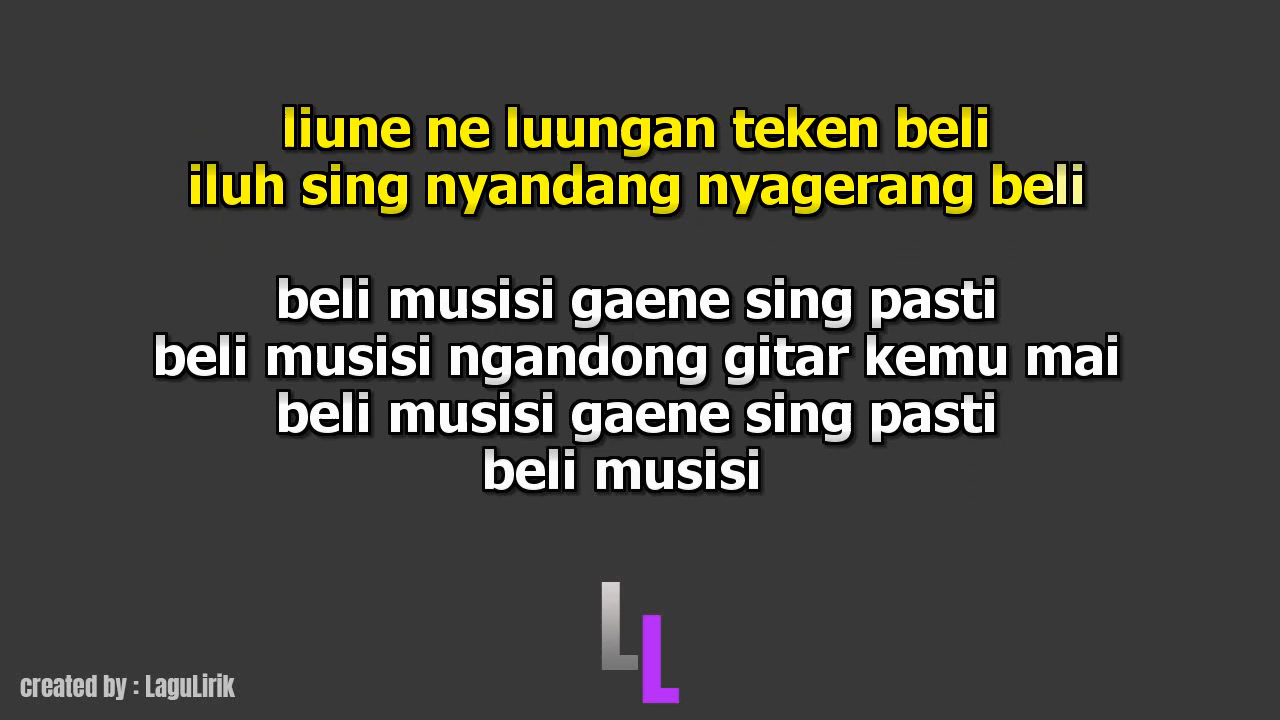 liune ne luungan teken beli
iluh sing nyandang nyagerang beli
beli musisi gaene sing pasti
beli musisi ngandong gitar kemu mai
beli musisi gaene sing pasti
beli musisi
LL
created by : LaguLirik